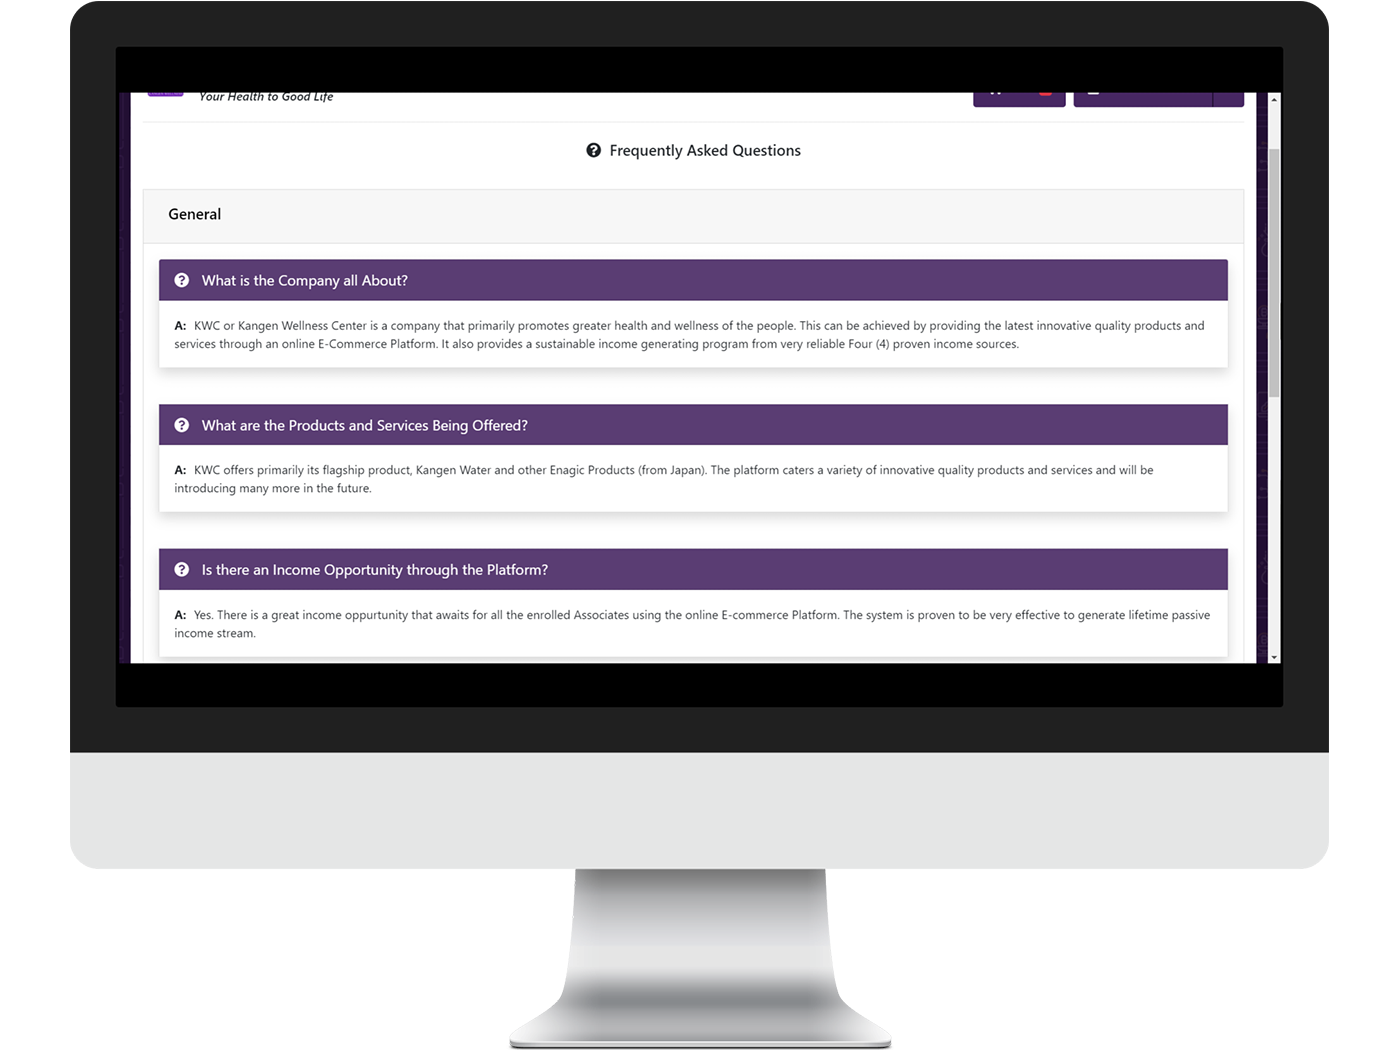 Your Health to Good Life
Frequently Asked Questions
General
What is the Company all About?
A: KWC or Kangen Wellness Center is a company that primarily promotes greater health and wellness of the people. This can be achieved by providing the latest innovative quality products and
services through an online E-Commerce Platform. It also provides a sustainable income generating program from very reliable Four (4) proven income sources.
What are the Products and Services Being Offered?
A: KWC offers primarily its flagship product, Kangen Water and other Enagic Products (from Japan). The platform caters a variety of innovative quality products and services and will be
introducing many more in the future.
Is there an Income Opportunity through the Platform?
A: Yes. There is a great income oppurtunity that awaits for all the enrolled Associates using the online E-commerce Platform. The system is proven to be very effective to generate lifetime passive
income stream.